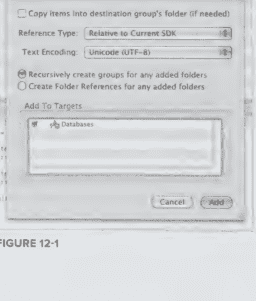 Copy items into destination group's folder (if needed)
Reference Type: Relative to Current SDK
Text Encoding: Unicode (UTF-8)
Recursively create groups for any added folders
Create Folder References for any added folders
Add To Targets
Databases
Cancel Add
FIGURE 12-1